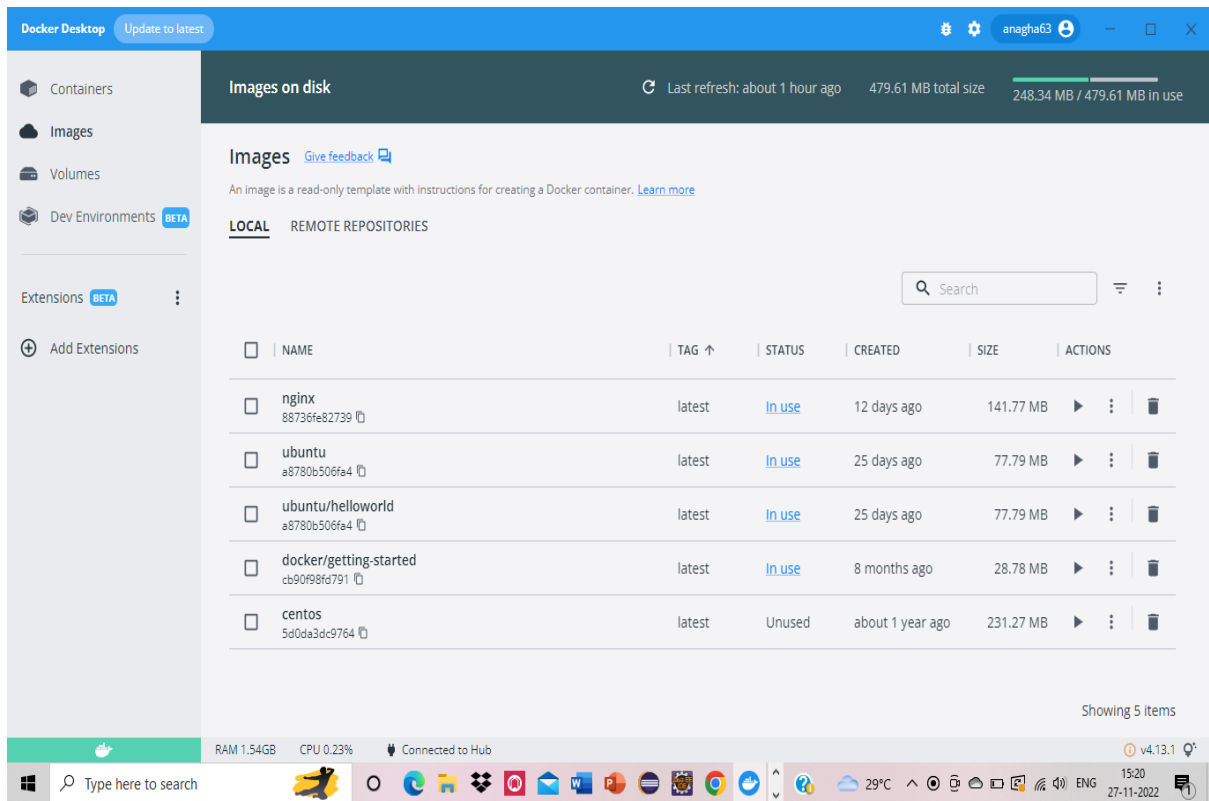 Docker Desktop Update to latest anagha63
Containers
Images
Volumes
Dev Environments BETA
Extensions BETA
Add Extensions
Images on disk Last refresh: about 1 hour ago 479.61 MB total size 248.34 MB / 479.61 MB in use
Images Give feedback
An image is a read-only template with instructions for creating a Docker container. Learn more
LOCAL REMOTE REPOSITORIES
Search
NAME TAG STATUS CREATED SIZE ACTIONS
nginx
88736fe82739
latest In use 12 days ago 141.77 MB
ubuntu
a8780b506fa4
latest In use 25 days ago 77.79 MB
ubuntu/helloworld
a8780b506fa4
latest In use 25 days ago 77.79 MB
docker/getting-started
cb90f98fd791
latest In use 8 months ago 28.78 MB
centos
5d0da3dc9764
latest Unused about 1 year ago 231.27 MB
Showing 5 items
RAM 1.54GB CPU 0.23% Connected to Hub v4.13.1
Type here to search 29°C ENG 15:20
27-11-2022 1